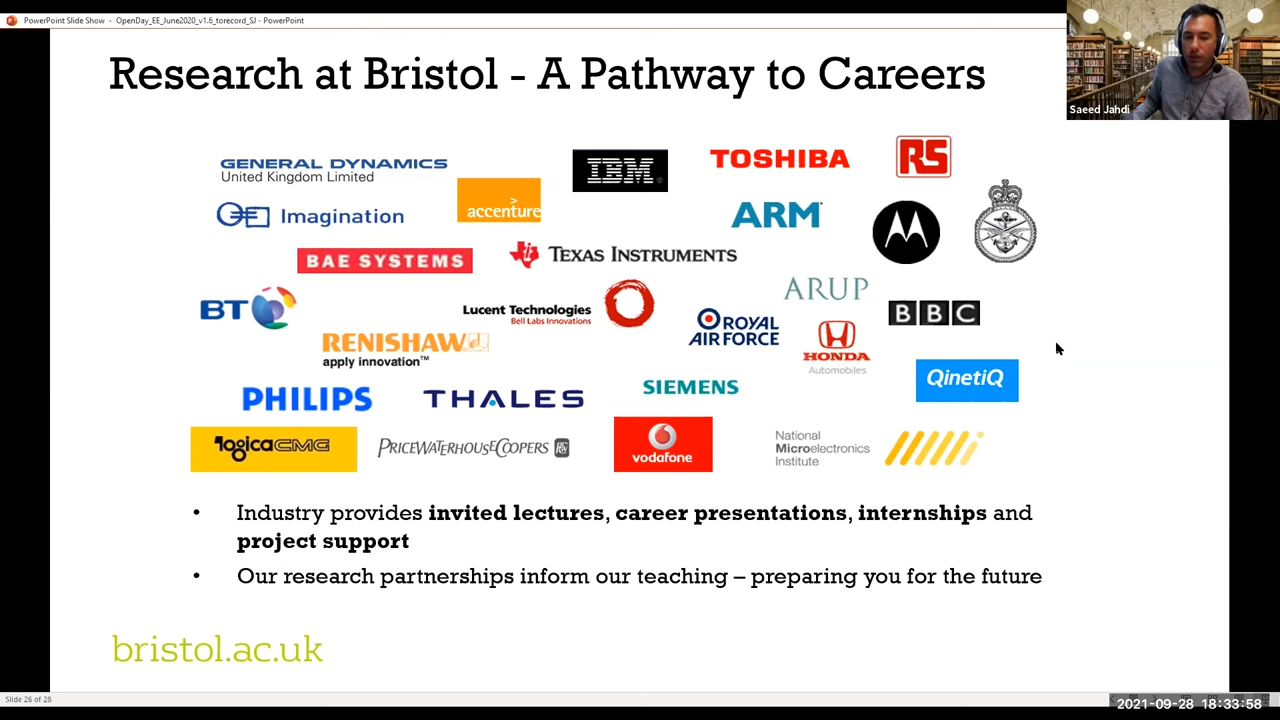 PowerPoint Slide Show - OpenDay_EE_June2020_v1.6_torecord_SJ - PowerPoint
Research at Bristol - A Pathway to Careers
Saeed Jahdi
GENERAL DYNAMICS
United Kingdom Limited
IBM
TOSHIBA
RS
accenture
Imagination
ARM
BAE SYSTEMS
TEXAS INSTRUMENTS
ARUP
BT
Lucent Technologies
Bell Labs Innovations
ROYAL
AIR FORCE
BBC
RENISHAW
apply innovation™
HONDA
Automobiles
QinetiQ
PHILIPS
THALES
SIEMENS
logicaCMG
PRICEWATERHOUSECOOPERS
vodafone
National
Microelectronics
Institute
• Industry provides invited lectures, career presentations, internships and
project support
• Our research partnerships inform our teaching – preparing you for the future
bristol.ac.uk
Slide 26 of 28
2021-09-28 18:33:58